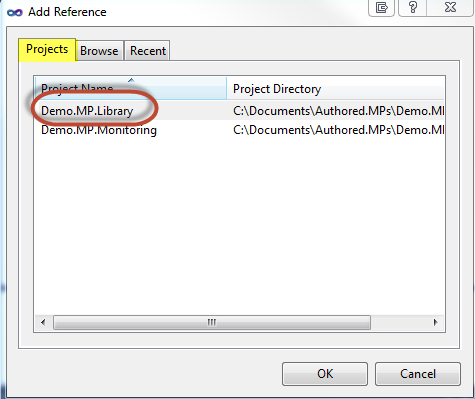 Add Reference
Projects Browse Recent
Project Name Project Directory
Demo.MP.Library C:\Documents\Authored.MPs\Demo.MI
Demo.MP.Monitoring C:\Documents\Authored.MPs\Demo.MI
OK Cancel